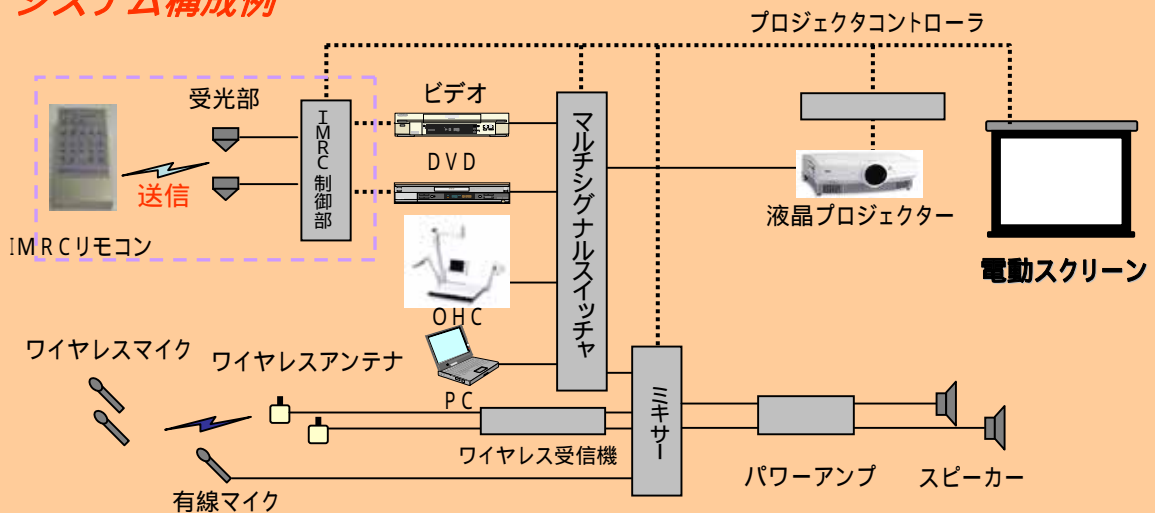 システム構成例
プロジェクタコントローラ
受光部
ビデオ
IMRC制御部
マルチシグナルスイッチャ
DVD
送信
液晶プロジェクター
IMRCリモコン
電動スクリーン
OHC
ワイヤレスマイク
ワイヤレスアンテナ
PC
ミキサー
ワイヤレス受信機
パワーアンプ
スピーカー
有線マイク